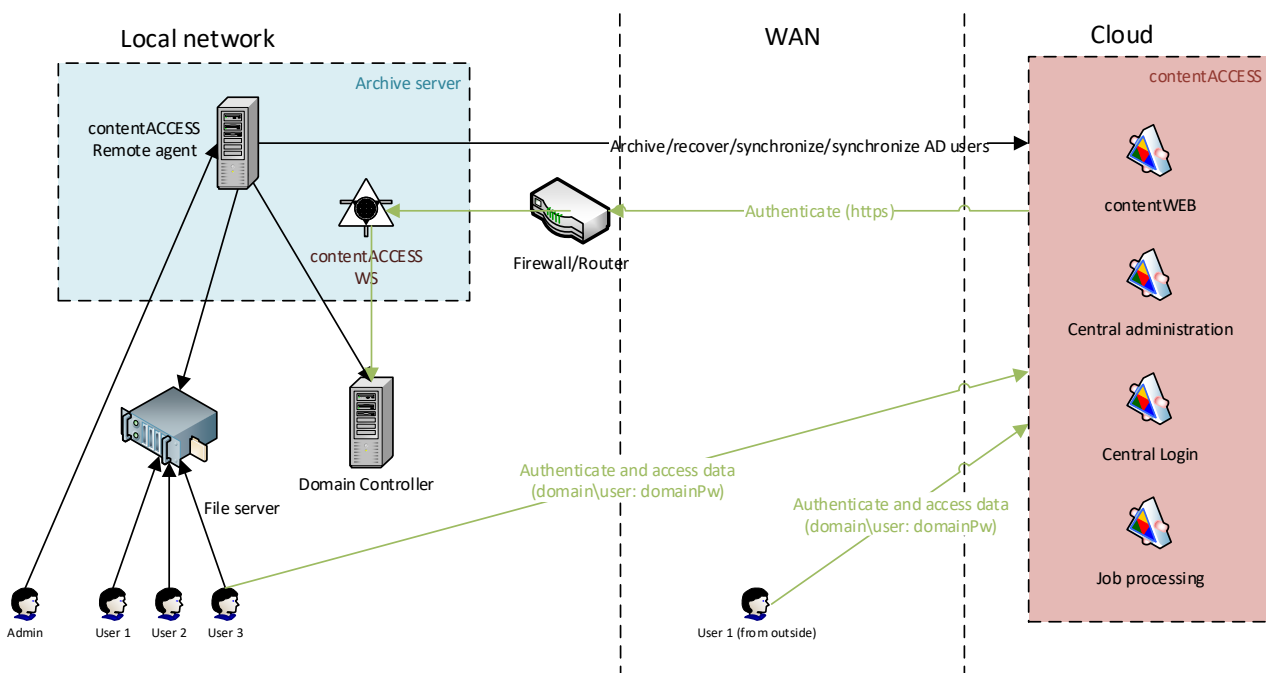 Local network
WAN
Cloud
Archive server
contentACCESS
contentACCESS
Remote agent
Archive/recover/synchronize/synchronize AD users
contentWEB
Authenticate (https)
contentACCESS
WS
Firewall/Router
Central administration
Domain Controller
File server
Authenticate and access data
(domain\user: domainPw)
Central Login
Authenticate and access data
(domain\user: domainPw)
Job processing
Admin
User 1
User 2
User 3
User 1 (from outside)